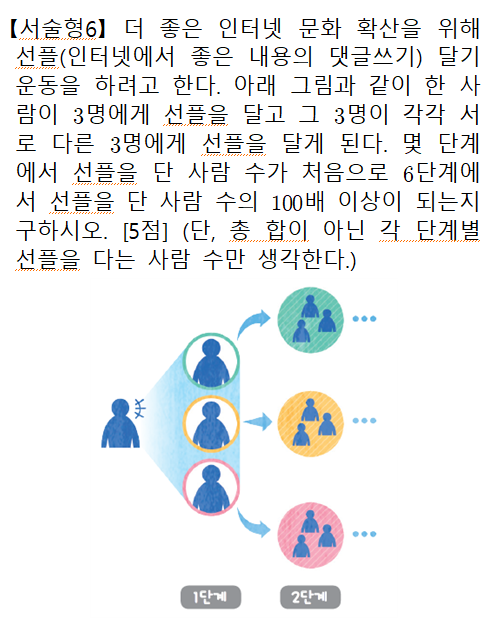 【서술형6】 더 좋은 인터넷 문화 확산을 위해
선플(인터넷에서 좋은 내용의 댓글쓰기) 달기
운동을 하려고 한다. 아래 그림과 같이 한 사
람이 3명에게 선플을 달고 그 3명이 각각 서
로 다른 3명에게 선플을 달게 된다. 몇 단계
에서 선플을 단 사람 수가 처음으로 6단계에
서 선플을 단 사람 수의 100배 이상이 되는지
구하시오. [5점] (단, 총 합이 아닌 각 단계별
선플을 다는 사람 수만 생각한다.)
1단계 2단계